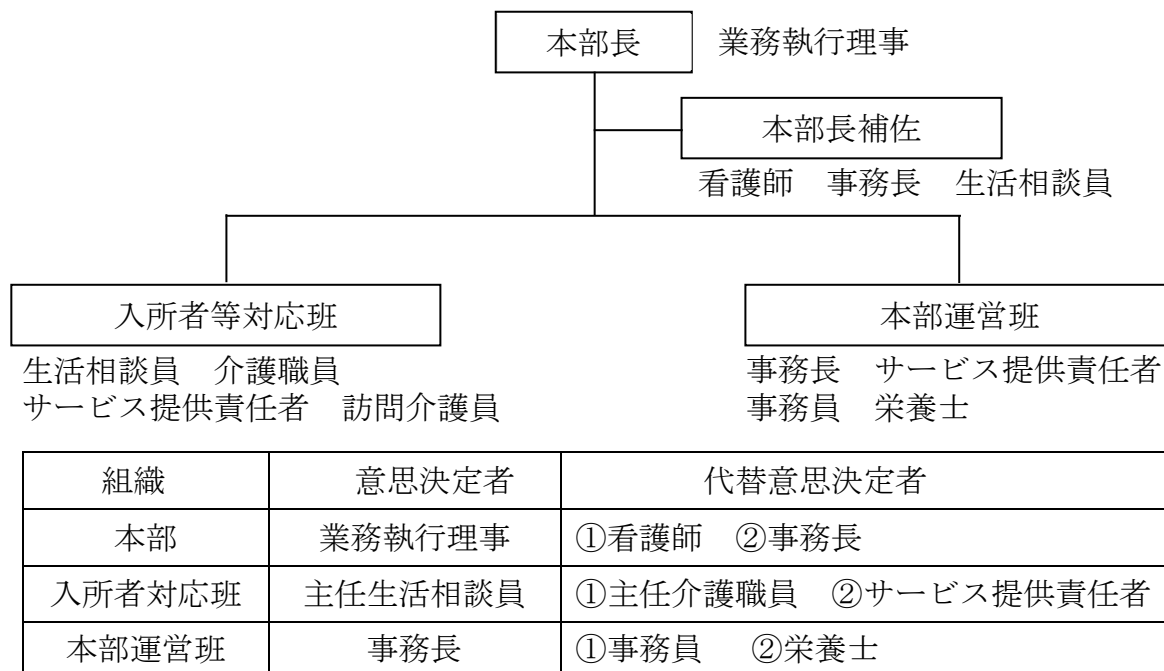 本部長 業務執行理事
本部長補佐
看護師 事務長 生活相談員
入所者等対応班 本部運営班
生活相談員 介護職員 事務長 サービス提供責任者
サービス提供責任者 訪問介護員 事務員 栄養士
組織 意思決定者 代替意思決定者
本部 業務執行理事 ①看護師 ②事務長
入所者対応班 主任生活相談員 ①主任介護職員 ②サービス提供責任者
本部運営班 事務長 ①事務員 ②栄養士